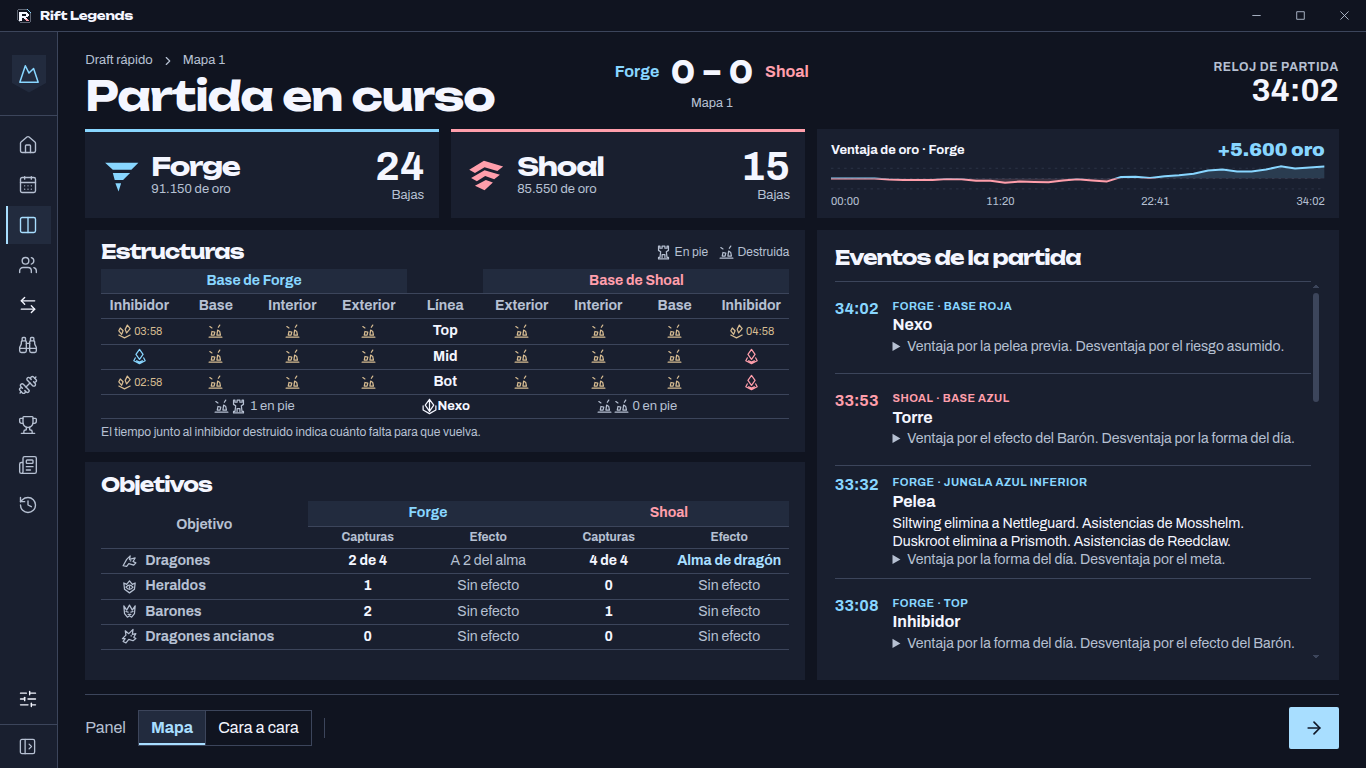 Rift Legends
Draft rápido > Mapa 1
Partida en curso
Forge 0 – 0 Shoal
Mapa 1
RELOJ DE PARTIDA
34:02
Forge
91.150 de oro
24
Bajas
Shoal
85.550 de oro
15
Bajas
Ventaja de oro · Forge
+5.600 oro
00:00 11:20 22:41 34:02
Estructuras
En pie Destruida
Base de Forge Base de Shoal
Inhibidor Base Interior Exterior Línea Exterior Interior Base Inhibidor
03:58 Top 04:58
Mid
02:58 Bot
1 en pie Nexo 0 en pie
El tiempo junto al inhibidor destruido indica cuánto falta para que vuelva.
Objetivos
Objetivo Forge Shoal
Capturas Efecto Capturas Efecto
Dragones 2 de 4 A 2 del alma 4 de 4 Alma de dragón
Heraldos 1 Sin efecto 0 Sin efecto
Barones 2 Sin efecto 1 Sin efecto
Dragones ancianos 0 Sin efecto 0 Sin efecto
Eventos de la partida
34:02 FORGE · BASE ROJA
Nexo
▶ Ventaja por la pelea previa. Desventaja por el riesgo asumido.
33:53 SHOAL · BASE AZUL
Torre
▶ Ventaja por el efecto del Barón. Desventaja por la forma del día.
33:32 FORGE · JUNGLA AZUL INFERIOR
Pelea
Siltwing elimina a Nettleguard. Asistencias de Mosshelm.
Duskroot elimina a Prismoth. Asistencias de Reedclaw.
▶ Ventaja por la forma del día. Desventaja por el meta.
33:08 FORGE · TOP
Inhibidor
▶ Ventaja por la forma del día. Desventaja por el efecto del Barón.
Panel Mapa Cara a cara